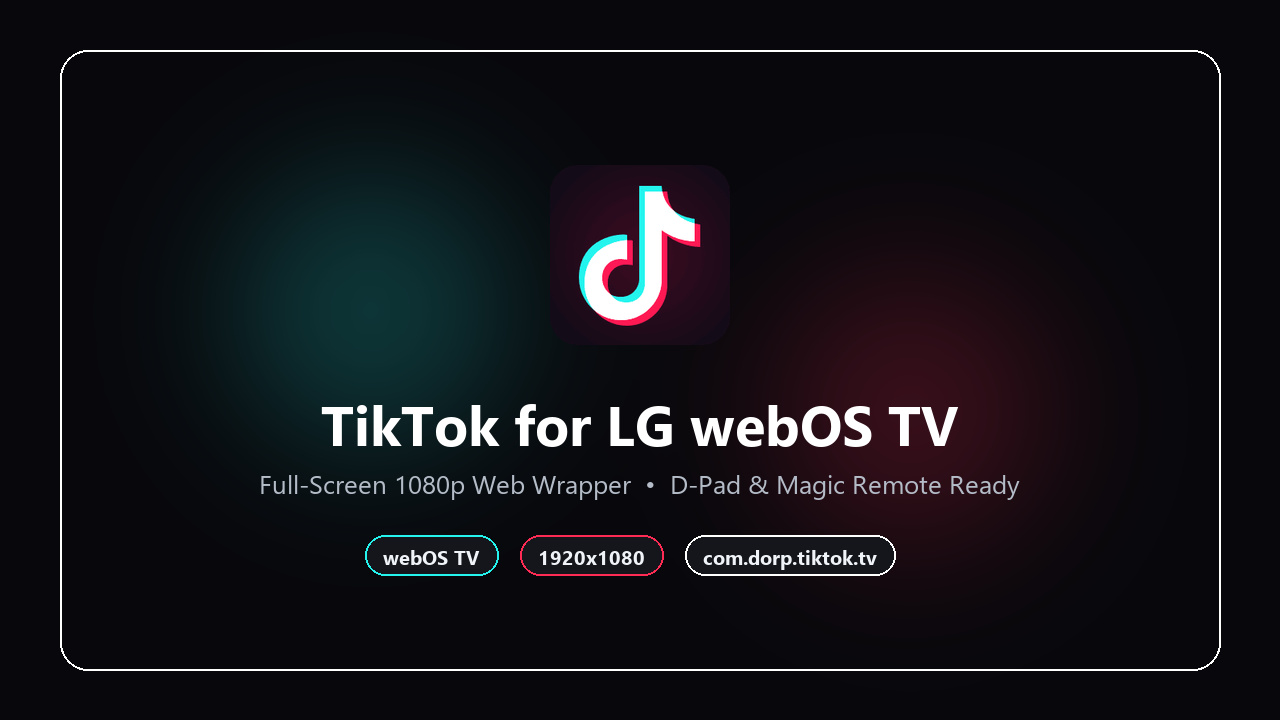 TikTok for LG webOS TV
Full-Screen 1080p Web Wrapper • D-Pad & Magic Remote Ready
webOS TV 1920x1080 com.dorp.tiktok.tv